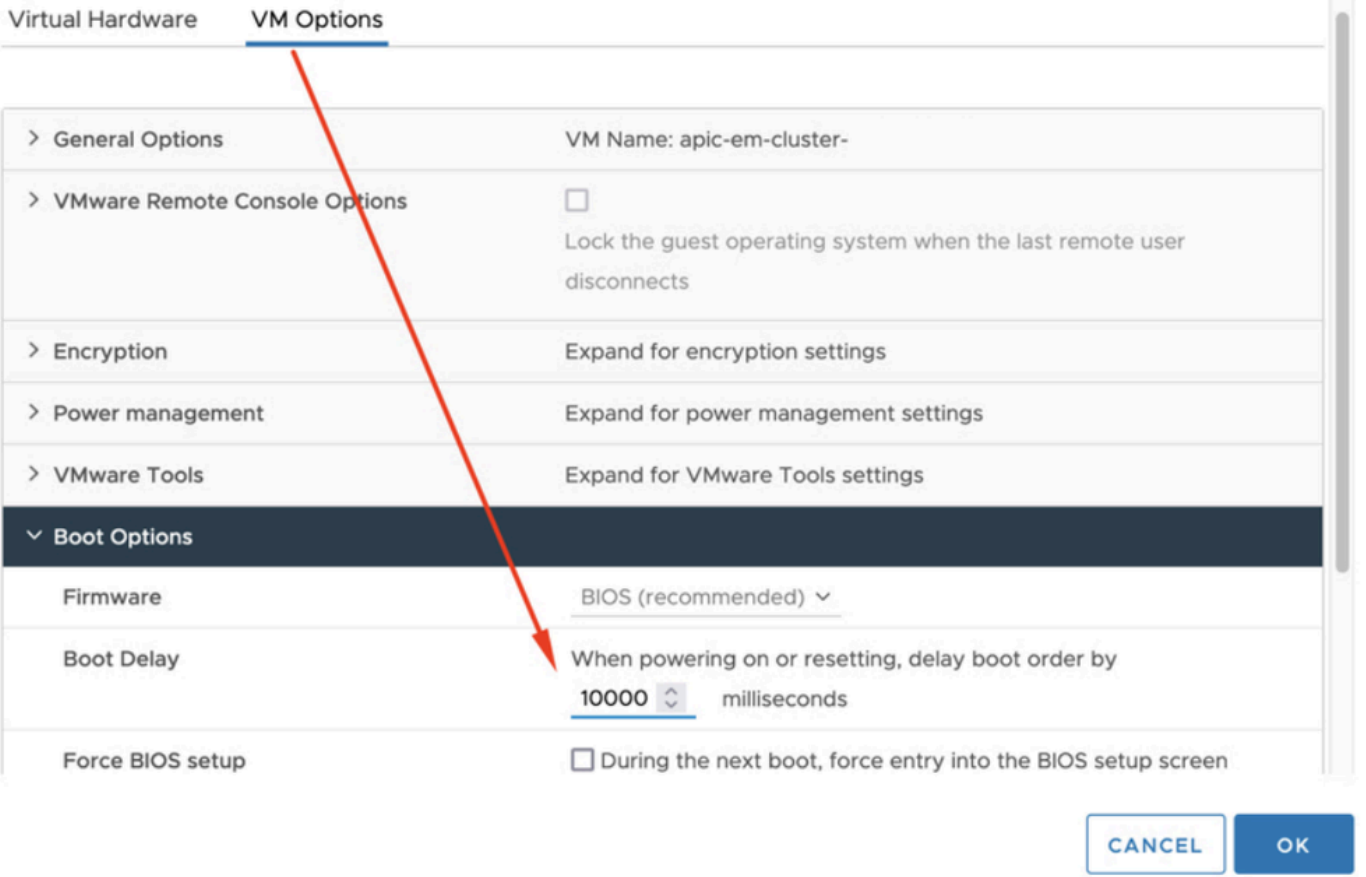 Virtual Hardware VM Options
General Options VM Name: apic-em-cluster-
VMware Remote Console Options
Lock the guest operating system when the last remote user
disconnects
Encryption Expand for encryption settings
Power management Expand for power management settings
VMware Tools Expand for VMware Tools settings
Boot Options
Firmware BIOS (recommended)
Boot Delay When powering on or resetting, delay boot order by
10000 milliseconds
Force BIOS setup During the next boot, force entry into the BIOS setup screen
CANCEL OK